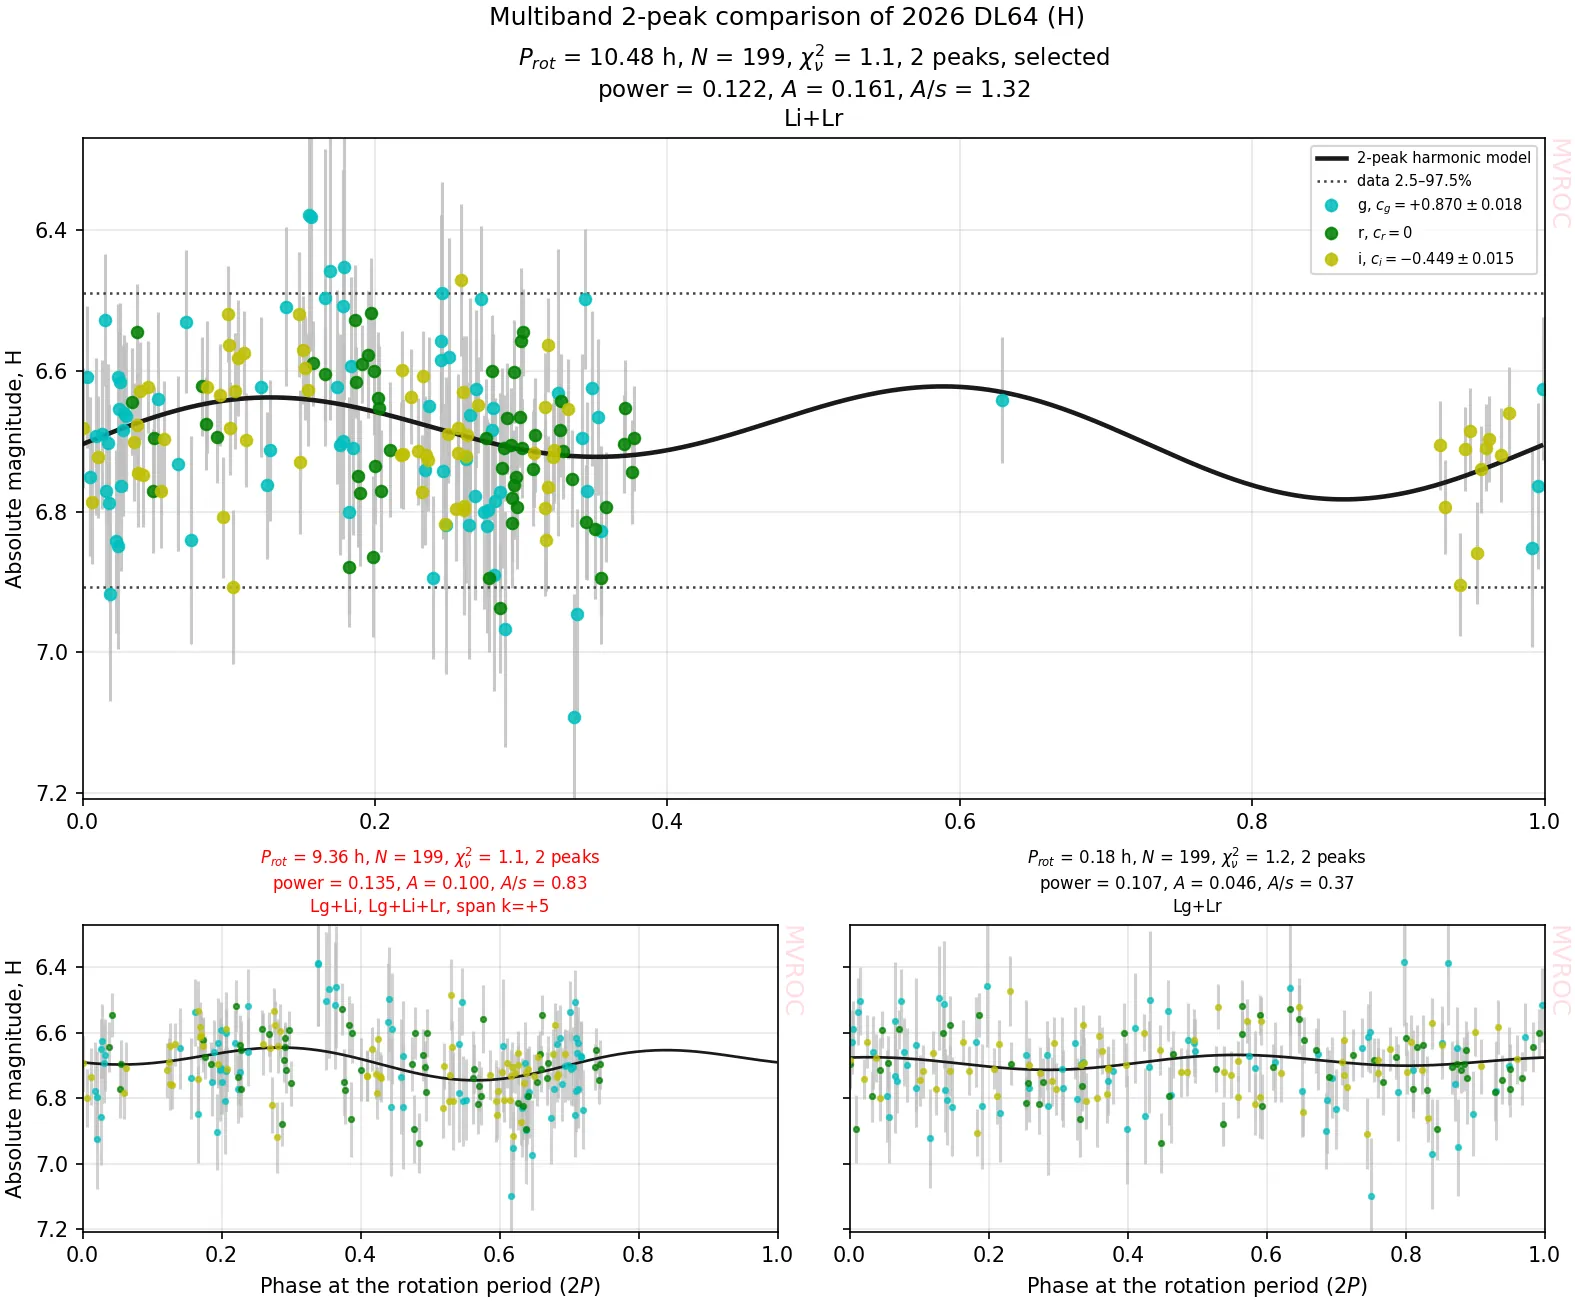 Multiband 2-peak comparison of 2026 DL64 (H)
P_rot = 10.48 h, N = 199, χ²_ν = 1.1, 2 peaks, selected
power = 0.122, A = 0.161, A/s = 1.32
Li+Lr
2-peak harmonic model
data 2.5–97.5%
g, c_g = +0.870 ± 0.018
r, c_r = 0
i, c_i = −0.449 ± 0.015
MVROC
Absolute magnitude, H
6.4
6.6
6.8
7.0
7.2
0.0 0.2 0.4 0.6 0.8 1.0
P_rot = 9.36 h, N = 199, χ²_ν = 1.1, 2 peaks
power = 0.135, A = 0.100, A/s = 0.83
Lg+Li, Lg+Li+Lr, span k=+5
MVROC
Absolute magnitude, H
6.4
6.6
6.8
7.0
7.2
0.0 0.2 0.4 0.6 0.8 1.0
Phase at the rotation period (2P)
P_rot = 0.18 h, N = 199, χ²_ν = 1.2, 2 peaks
power = 0.107, A = 0.046, A/s = 0.37
Lg+Lr
MVROC
0.0 0.2 0.4 0.6 0.8 1.0
Phase at the rotation period (2P)